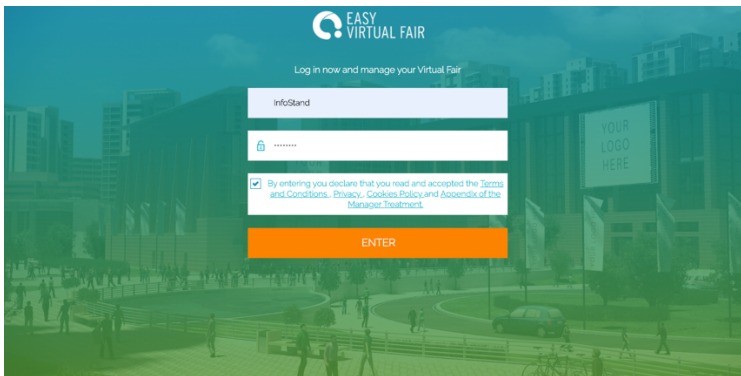 EASY
VIRTUAL FAIR
Log in now and manage your Virtual Fair
InfoStand
········
By entering you declare that you read and accepted the Terms
and Conditions , Privacy , Cookies Policy and Appendix of the
Manager Treatment.
YOUR
LOGO
HERE
ENTER